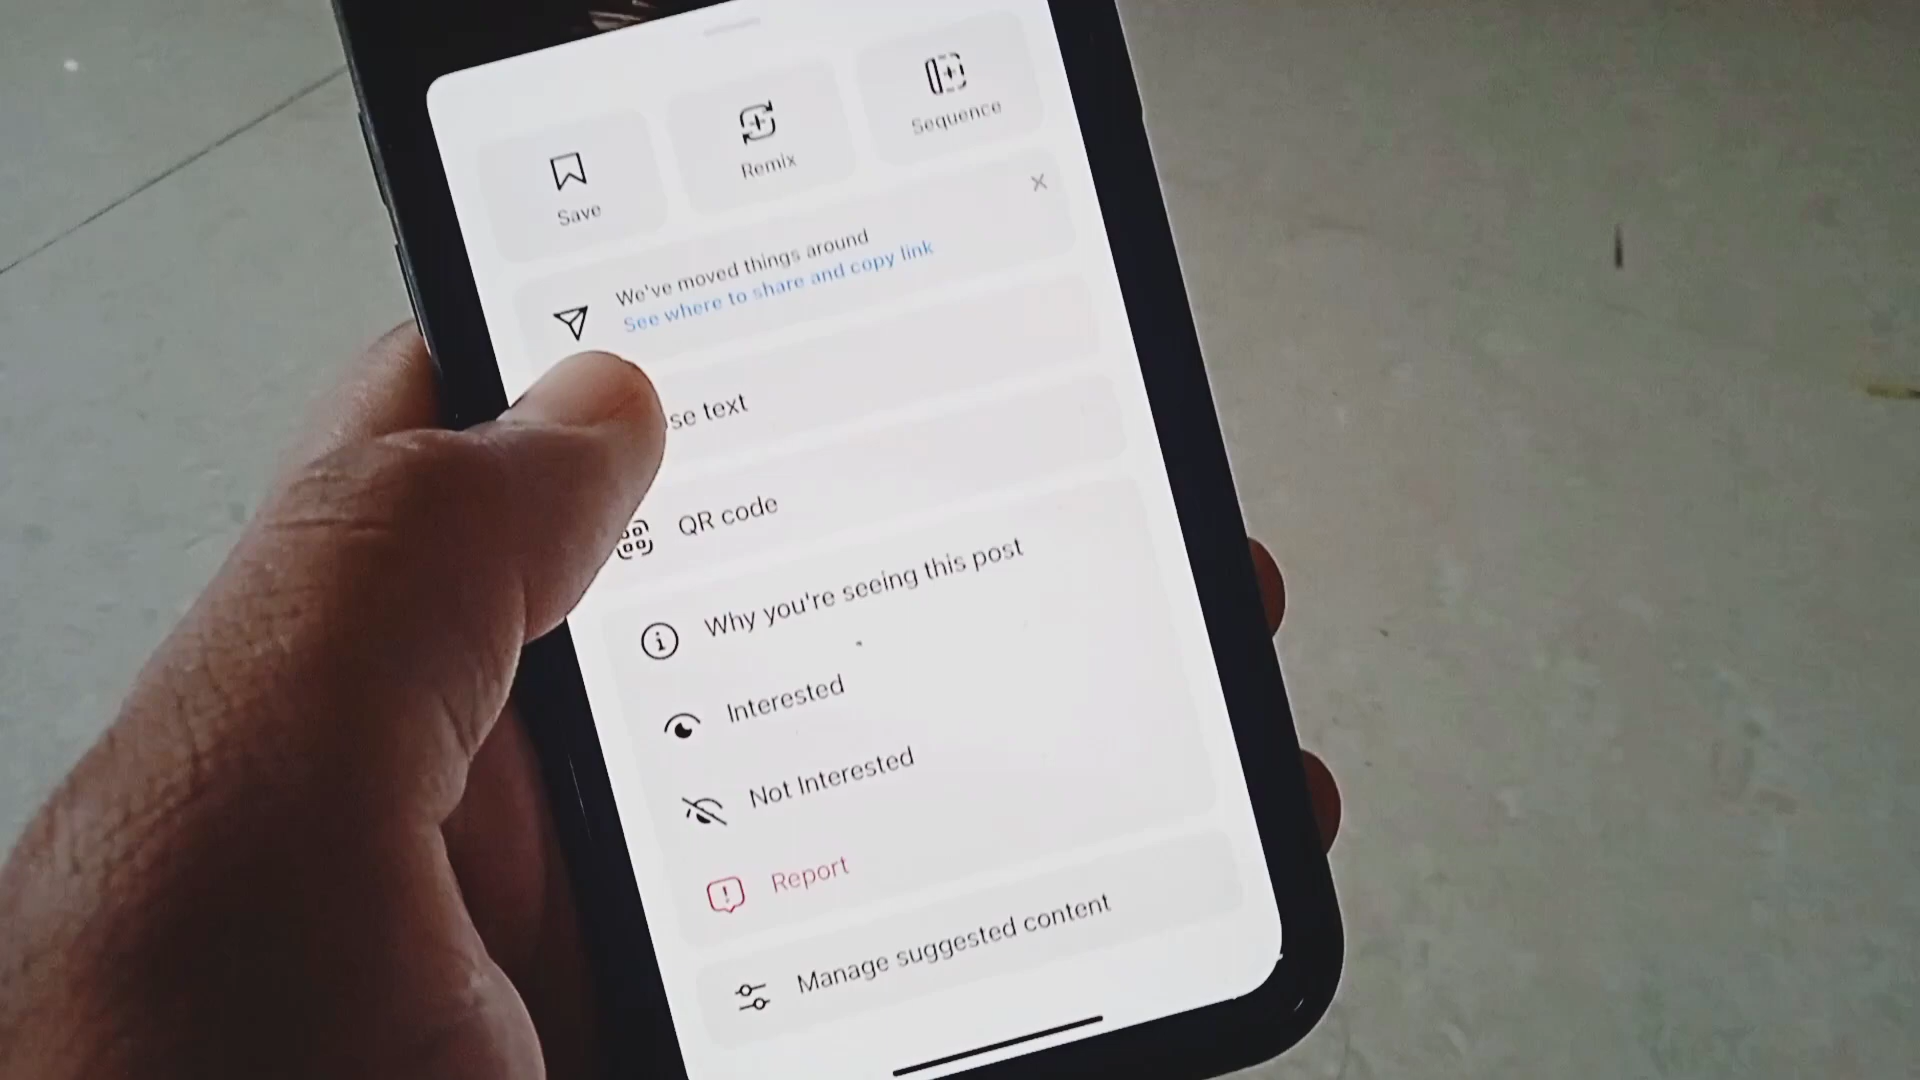 Save
Remix
Sequence
We've moved things around
See where to share and copy link
text
QR code
Why you're seeing this post
Interested
Not Interested
Report
Manage suggested content